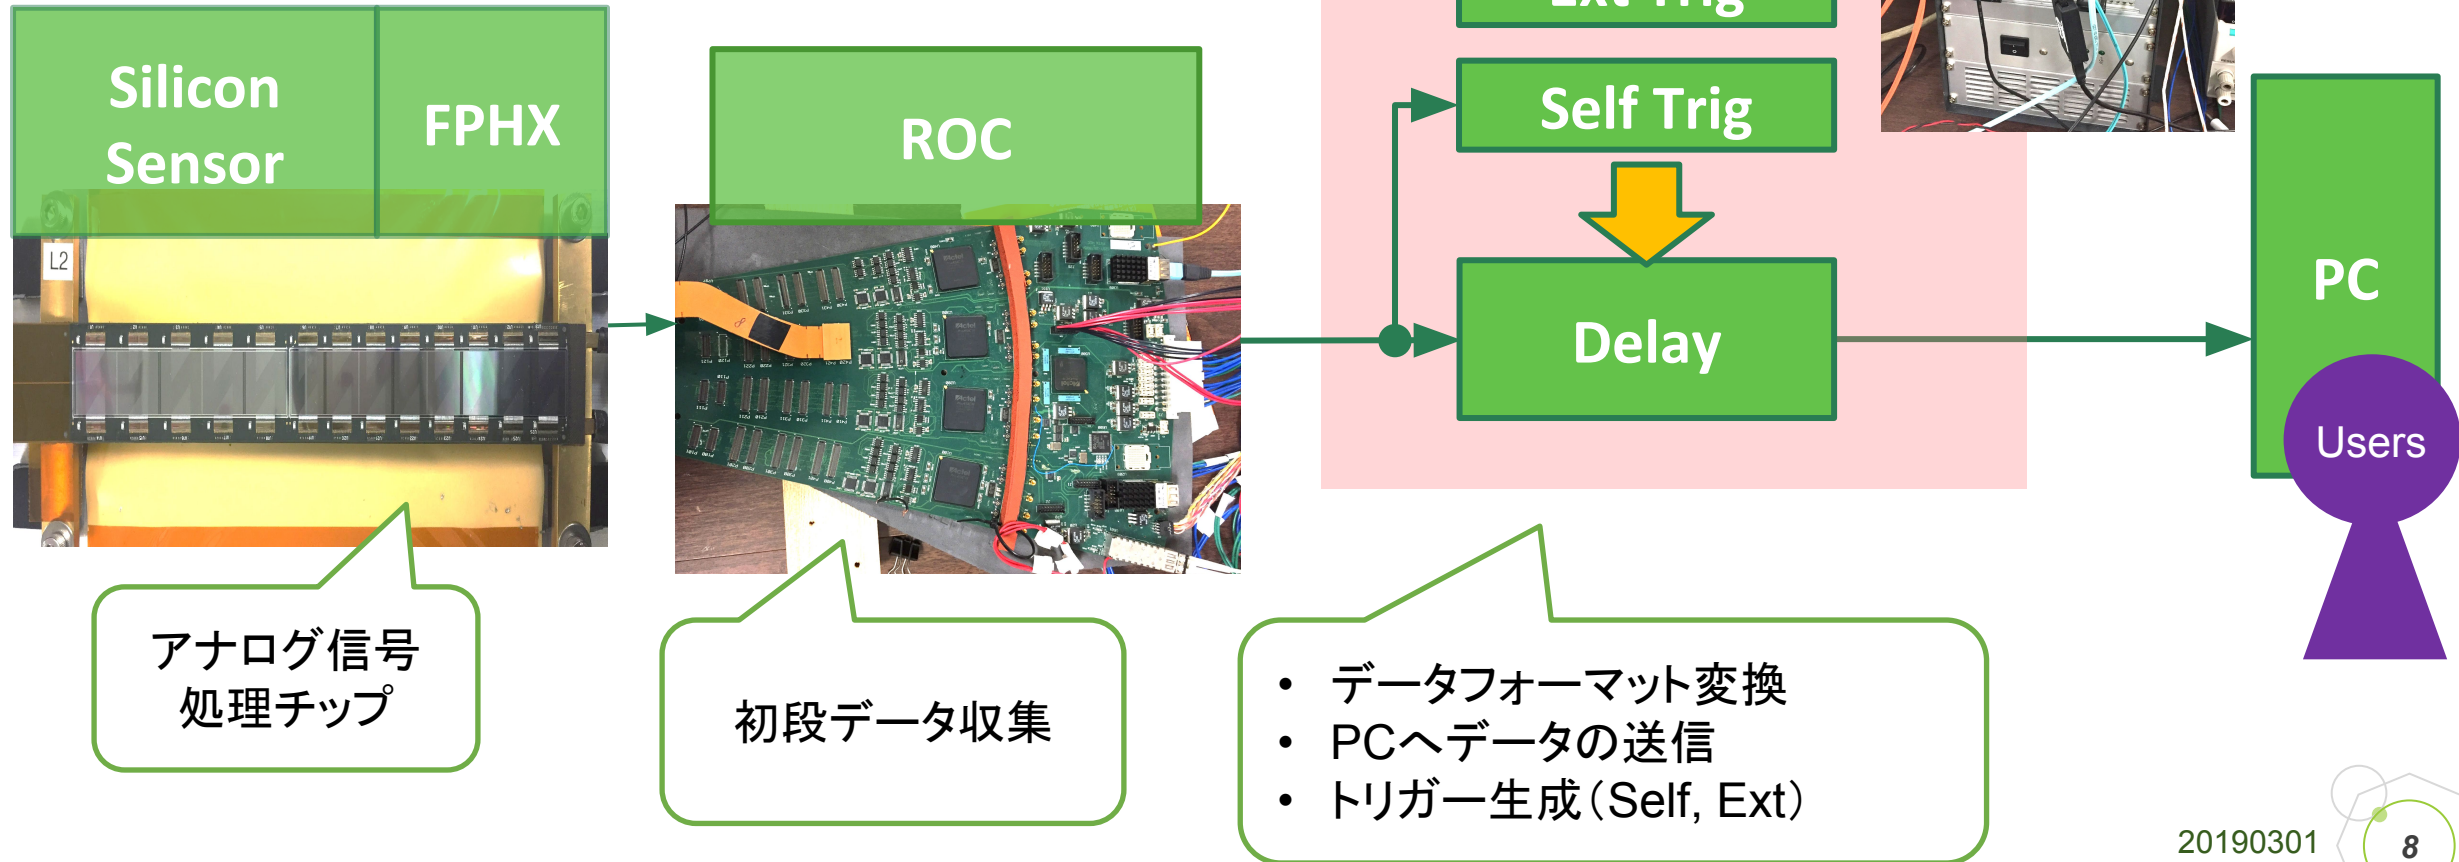 Ext Trig
Silicon
Sensor
FPHX
ROC
Self Trig
Delay
PC
Users
L2
アナログ信号
処理チップ
初段データ収集
• データフォーマット変換
• PCへデータの送信
• トリガー生成（Self, Ext）
20190301
8